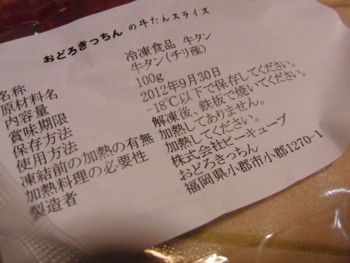 おどろきっちん の牛たんスライス
名称 冷凍食品 牛タン
原材料名 牛タン(チリ産)
内容量 100g
賞味期限 2012年9月30日
保存方法 -18℃以下で保存してください。
使用方法 解凍後、鉄板で焼いてください。
凍結前の加熱の有無 加熱してありません。
加熱料理の必要性 加熱してください。
製造者 株式会社ビーキューブ
おどろきっちん
福岡県小郡市小郡1270-1